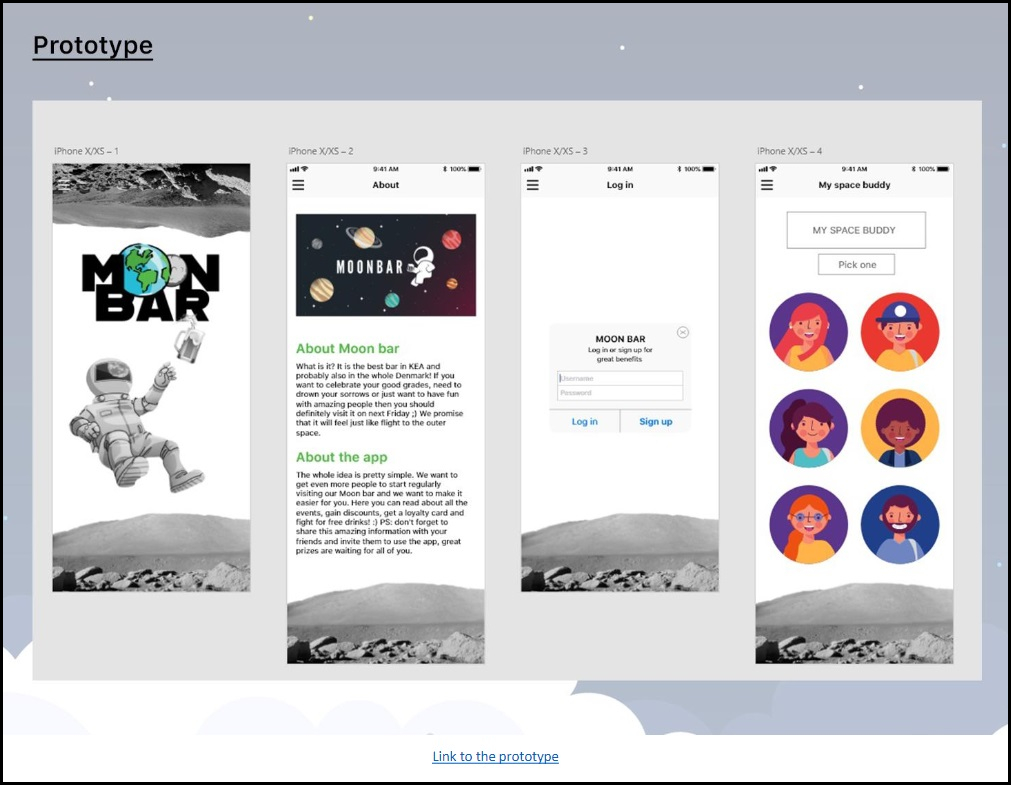 Prototype
iPhone X/XS – 1
MOON
BAR
iPhone X/XS – 2
9:41 AM
100%
About
MOONBAR
About Moon bar
What is it? It is the best bar in KEA and
probably also in the whole Denmark! If you
want to celebrate your good grades, need to
drown your sorrows or just want to have fun
with amazing people then you should
definitely visit it on next Friday ;) We promise
that it will feel just like flight to the outer
space.
About the app
The whole idea is pretty simple. We want to
get even more people to start regularly
visiting our Moon bar and we want to make it
easier for you. Here you can read about all the
events, gain discounts, get a loyalty card and
fight for free drinks! :) PS: don't forget to
share this amazing information with your
friends and invite them to use the app, great
prizes are waiting for all of you.
iPhone X/XS – 3
9:41 AM
100%
Log in
MOON BAR
Log in or sign up for
great benefits
Username
Password
Log in
Sign up
iPhone X/XS – 4
9:41 AM
100%
My space buddy
MY SPACE BUDDY
Pick one
Link to the prototype